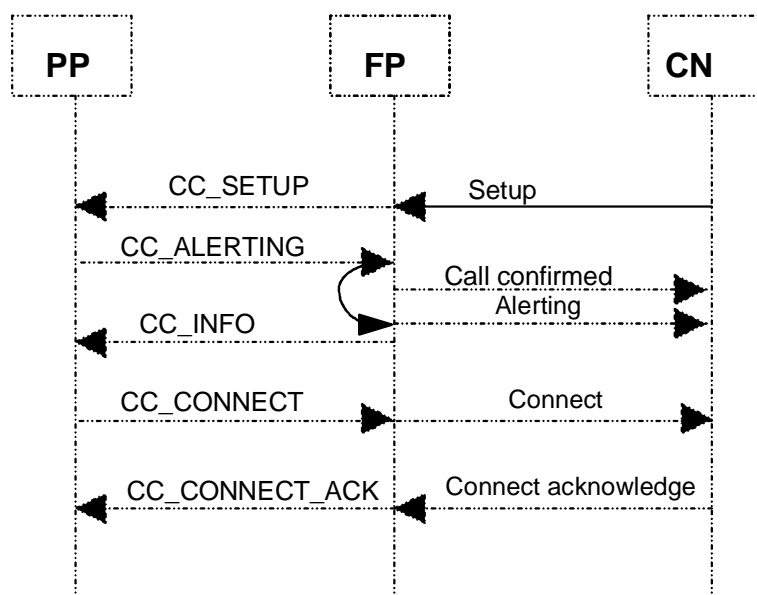 PP FP CN
CC_SETUP Setup
CC_ALERTING
Call confirmed
Alerting
CC_INFO
CC_CONNECT Connect
CC_CONNECT_ACK Connect acknowledge